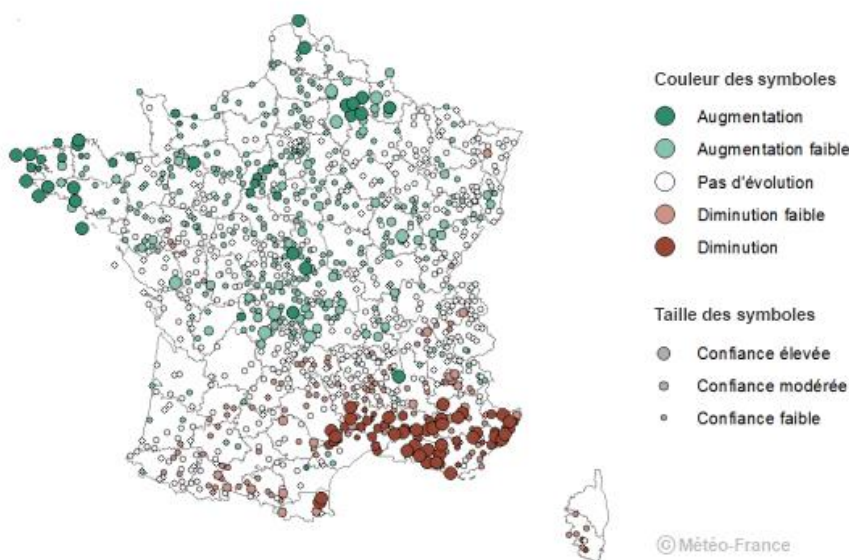 Couleur des symboles
Augmentation
Augmentation faible
Pas d'évolution
Diminution faible
Diminution
Taille des symboles
Confiance élevée
Confiance modérée
Confiance faible
© Météo-France